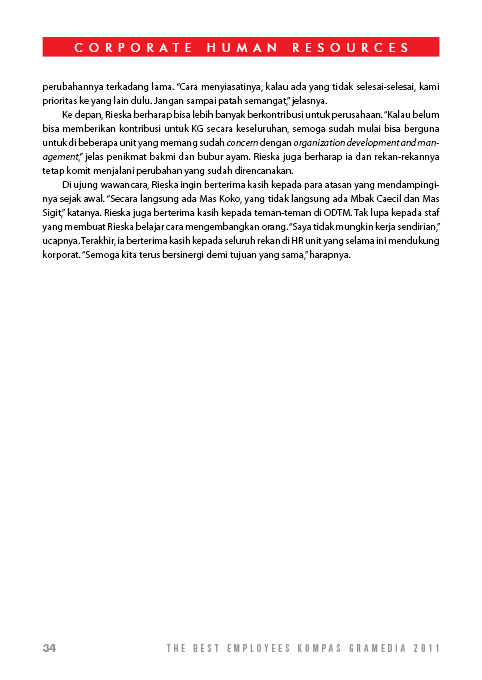 CORPORATE HUMAN RESOURCES
perubahannya terkadang lama. “Cara menyiasatinya, kalau ada yang tidak selesai-selesai, kami
prioritas ke yang lain dulu. Jangan sampai patah semangat,” jelasnya.
Ke depan, Rieska berharap bisa lebih banyak berkontribusi untuk perusahaan. “Kalau belum
bisa memberikan kontribusi untuk KG secara keseluruhan, semoga sudah mulai bisa berguna
untuk di beberapa unit yang memang sudah concern dengan organization development and man-
agement,” jelas penikmat bakmi dan bubur ayam. Rieska juga berharap ia dan rekan-rekannya
tetap komit menjalani perubahan yang sudah direncanakan.
Di ujung wawancara, Rieska ingin berterima kasih kepada para atasan yang mendampingi-
nya sejak awal. “Secara langsung ada Mas Koko, yang tidak langsung ada Mbak Caecil dan Mas
Sigit,” katanya. Rieska juga berterima kasih kepada teman-teman di ODTM. Tak lupa kepada staf
yang membuat Rieska belajar cara mengembangkan orang. “Saya tidak mungkin kerja sendirian,”
ucapnya. Terakhir, ia berterima kasih kepada seluruh rekan di HR unit yang selama ini mendukung
korporat. “Semoga kita terus bersinergi demi tujuan yang sama,” harapnya.
34 THE BEST EMPLOYEES KOMPAS GRAMEDIA 2011